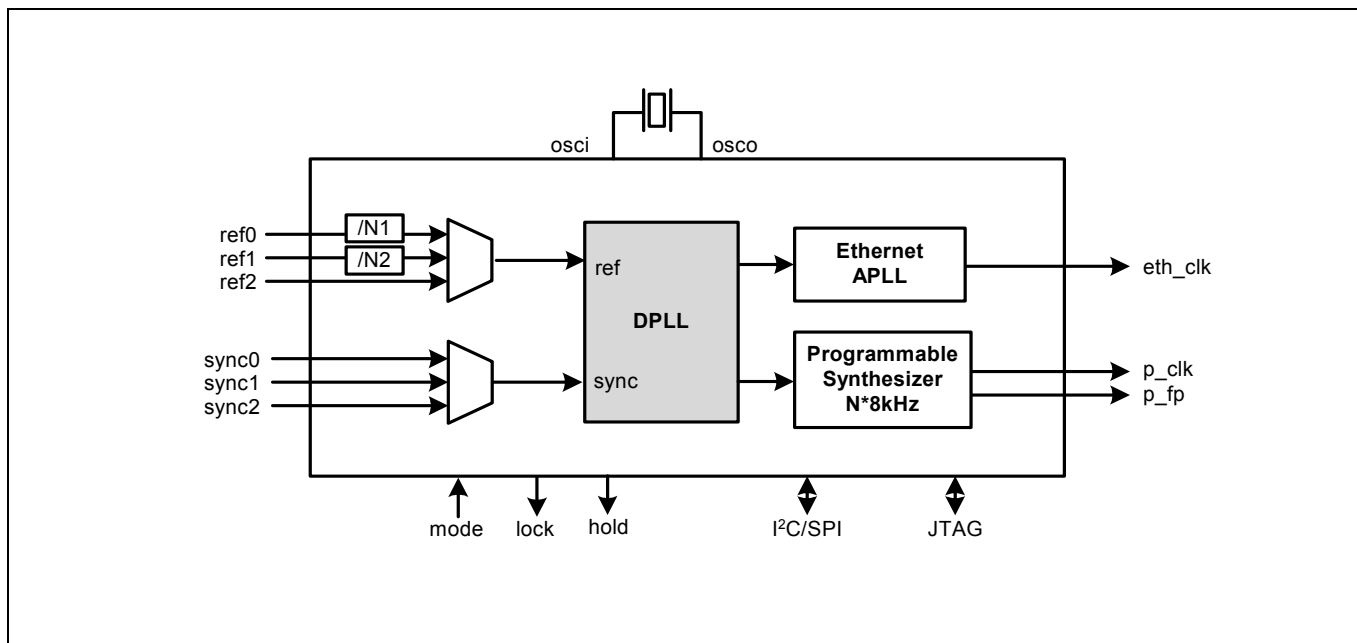 osci
osco
ref0
ref1
ref2
/N1
/N2
sync0
sync1
sync2
ref
DPLL
sync
Ethernet
APLL
Programmable
Synthesizer
N*8kHz
eth_clk
p_clk
p_fp
mode
lock
hold
I²C/SPI
JTAG